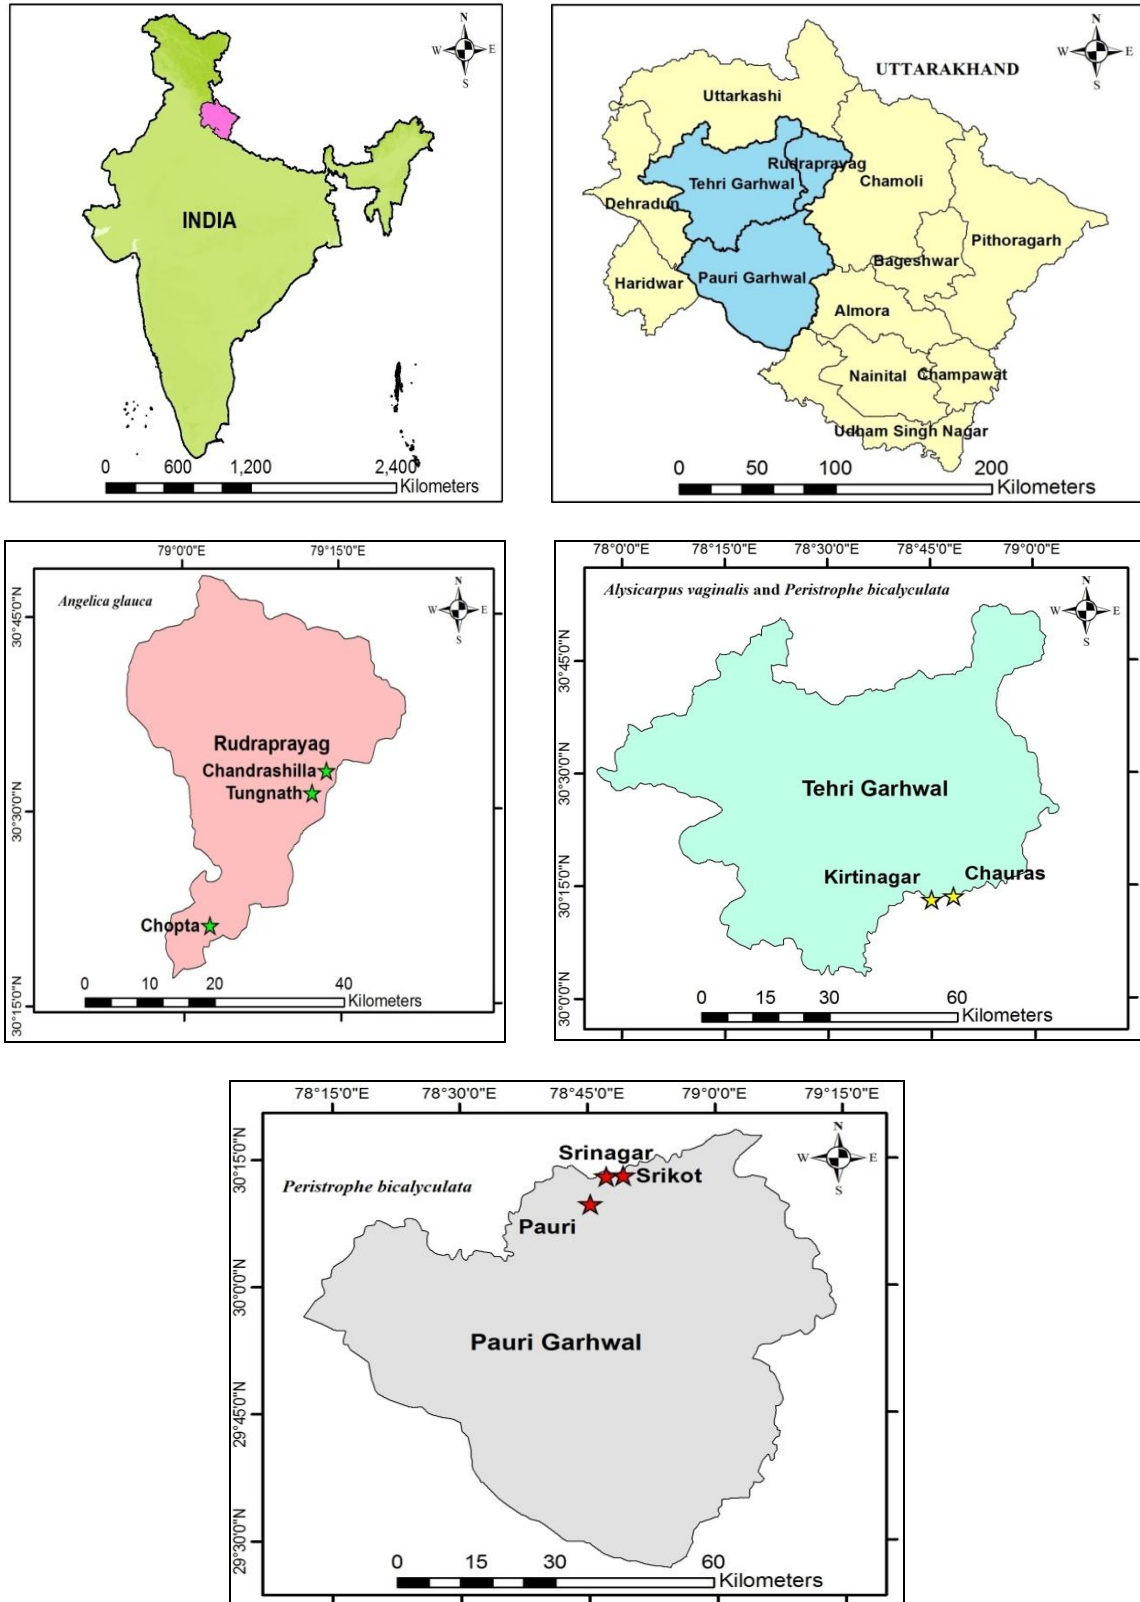 N
W E
S
INDIA
0 600 1,200 2,400
Kilometers
N
W E
S
UTTARAKHAND
Uttarkashi
Rudraprayag
Tehri Garhwal
Chamoli
Dehradun
Pithoragarh
Bageshwar
Haridwar
Pauri Garhwal
Almora
Nainital
Champawat
Udham Singh Nagar
0 50 100 200
Kilometers
79°0'0"E 79°15'0"E
Angelica glauca
N
W E
S
30°45'0"N
Rudraprayag
Chandrashilla
Tungnath
30°30'0"N
Chopta
0 10 20 40
Kilometers
30°15'0"N
78°0'0"E 78°15'0"E 78°30'0"E 78°45'0"E 79°0'0"E
Alysicarpus vaginalis and Peristrophe bicalyculata
N
W E
S
30°45'0"N
30°30'0"N
Tehri Garhwal
Kirtinagar
Chauras
30°15'0"N
30°0'0"N
0 15 30 60
Kilometers
78°15'0"E 78°30'0"E 78°45'0"E 79°0'0"E 79°15'0"E
N
W E
S
30°15'0"N
Srinagar
Srikot
Peristrophe bicalyculata
Pauri
30°0'0"N
Pauri Garhwal
29°45'0"N
29°30'0"N
0 15 30 60
Kilometers